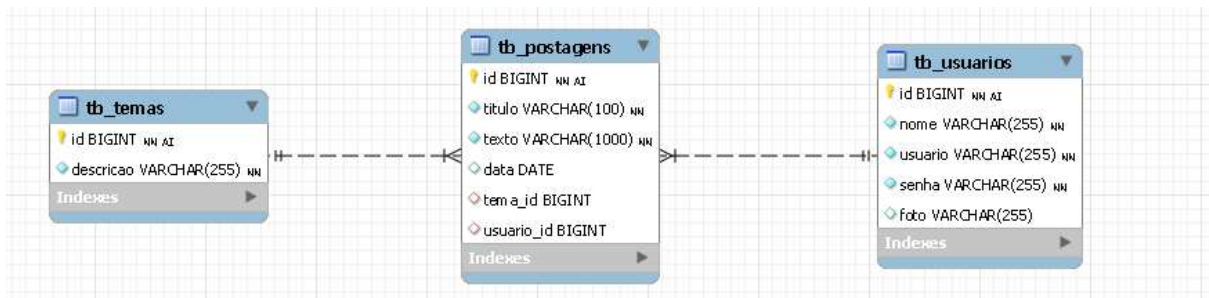 tb_temas
id BIGINT NN AI
descricao VARCHAR(255) NN
Indexes
tb_postagens
id BIGINT NN AI
titulo VARCHAR(100) NN
texto VARCHAR(1000) NN
data DATE
tema_id BIGINT
usuario_id BIGINT
Indexes
tb_usuarios
id BIGINT NN AI
nome VARCHAR(255) NN
usuario VARCHAR(255) NN
senha VARCHAR(255) NN
foto VARCHAR(255)
Indexes